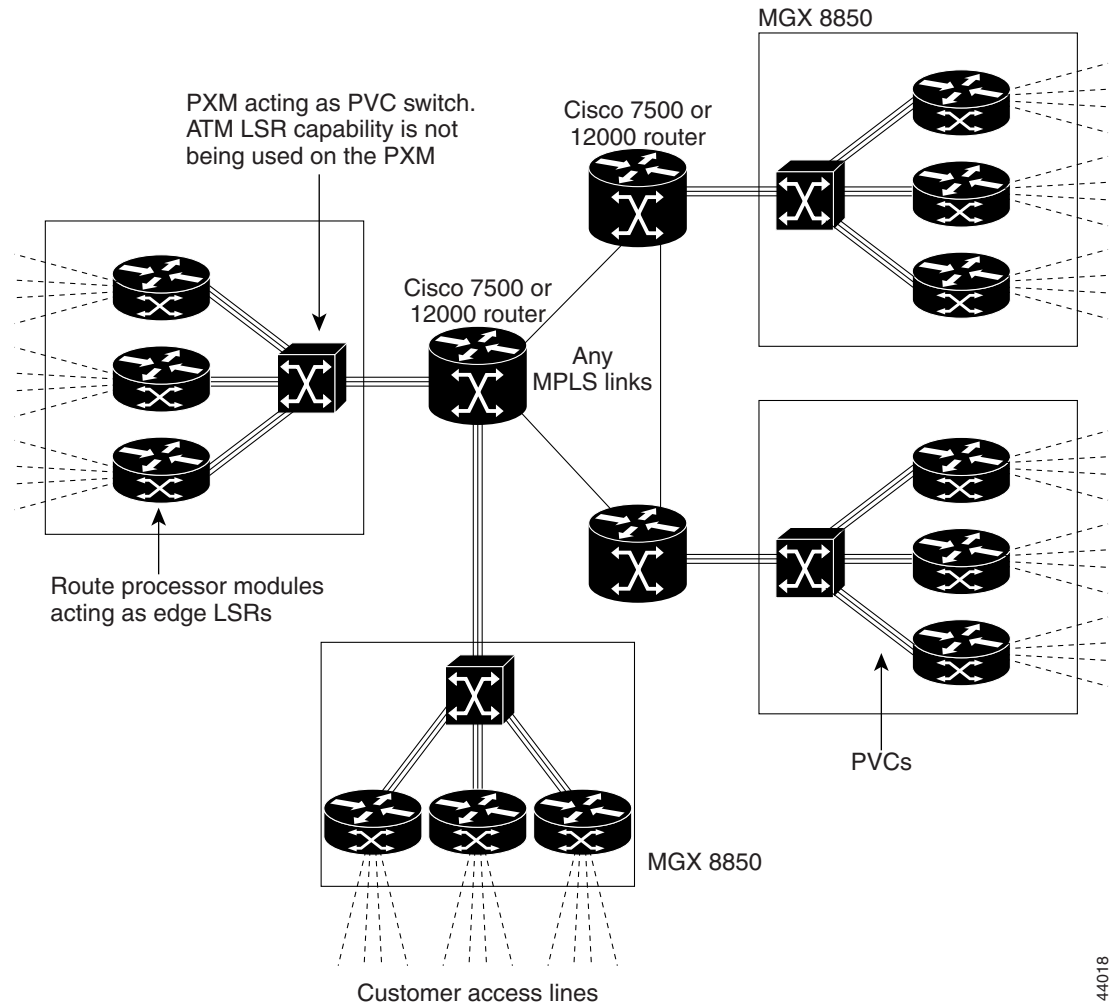 MGX 8850
PXM acting as PVC switch.
ATM LSR capability is not
being used on the PXM
Cisco 7500 or
12000 router
Cisco 7500 or
12000 router
Any
MPLS links
Route processor modules
acting as edge LSRs
PVCs
MGX 8850
Customer access lines
44018